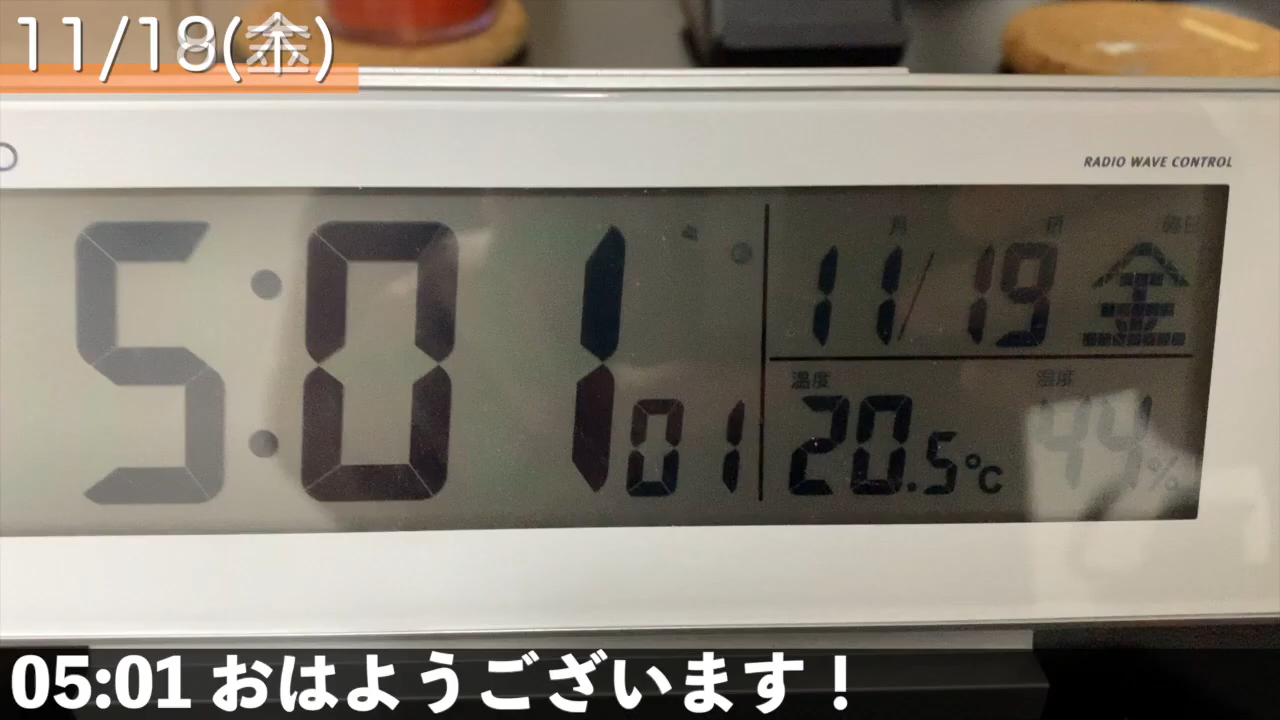 11/18(金)
RADIO WAVE CONTROL
月 日 曜日
11/19 金
5:01 01
温度 湿度
20.5℃ 44%
05:01 おはようございます！